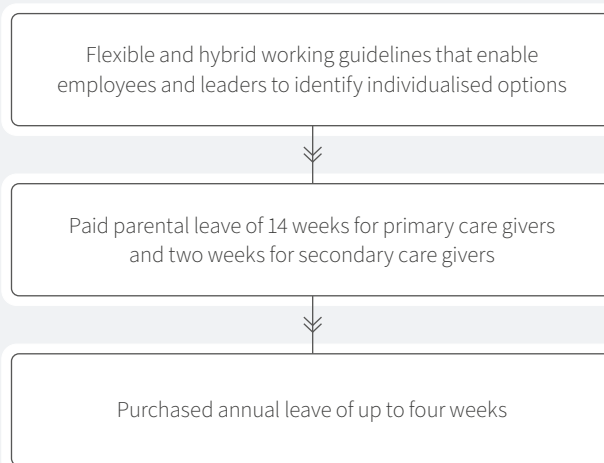 Flexible and hybrid working guidelines that enable
employees and leaders to identify individualised options
Paid parental leave of 14 weeks for primary care givers
and two weeks for secondary care givers
Purchased annual leave of up to four weeks